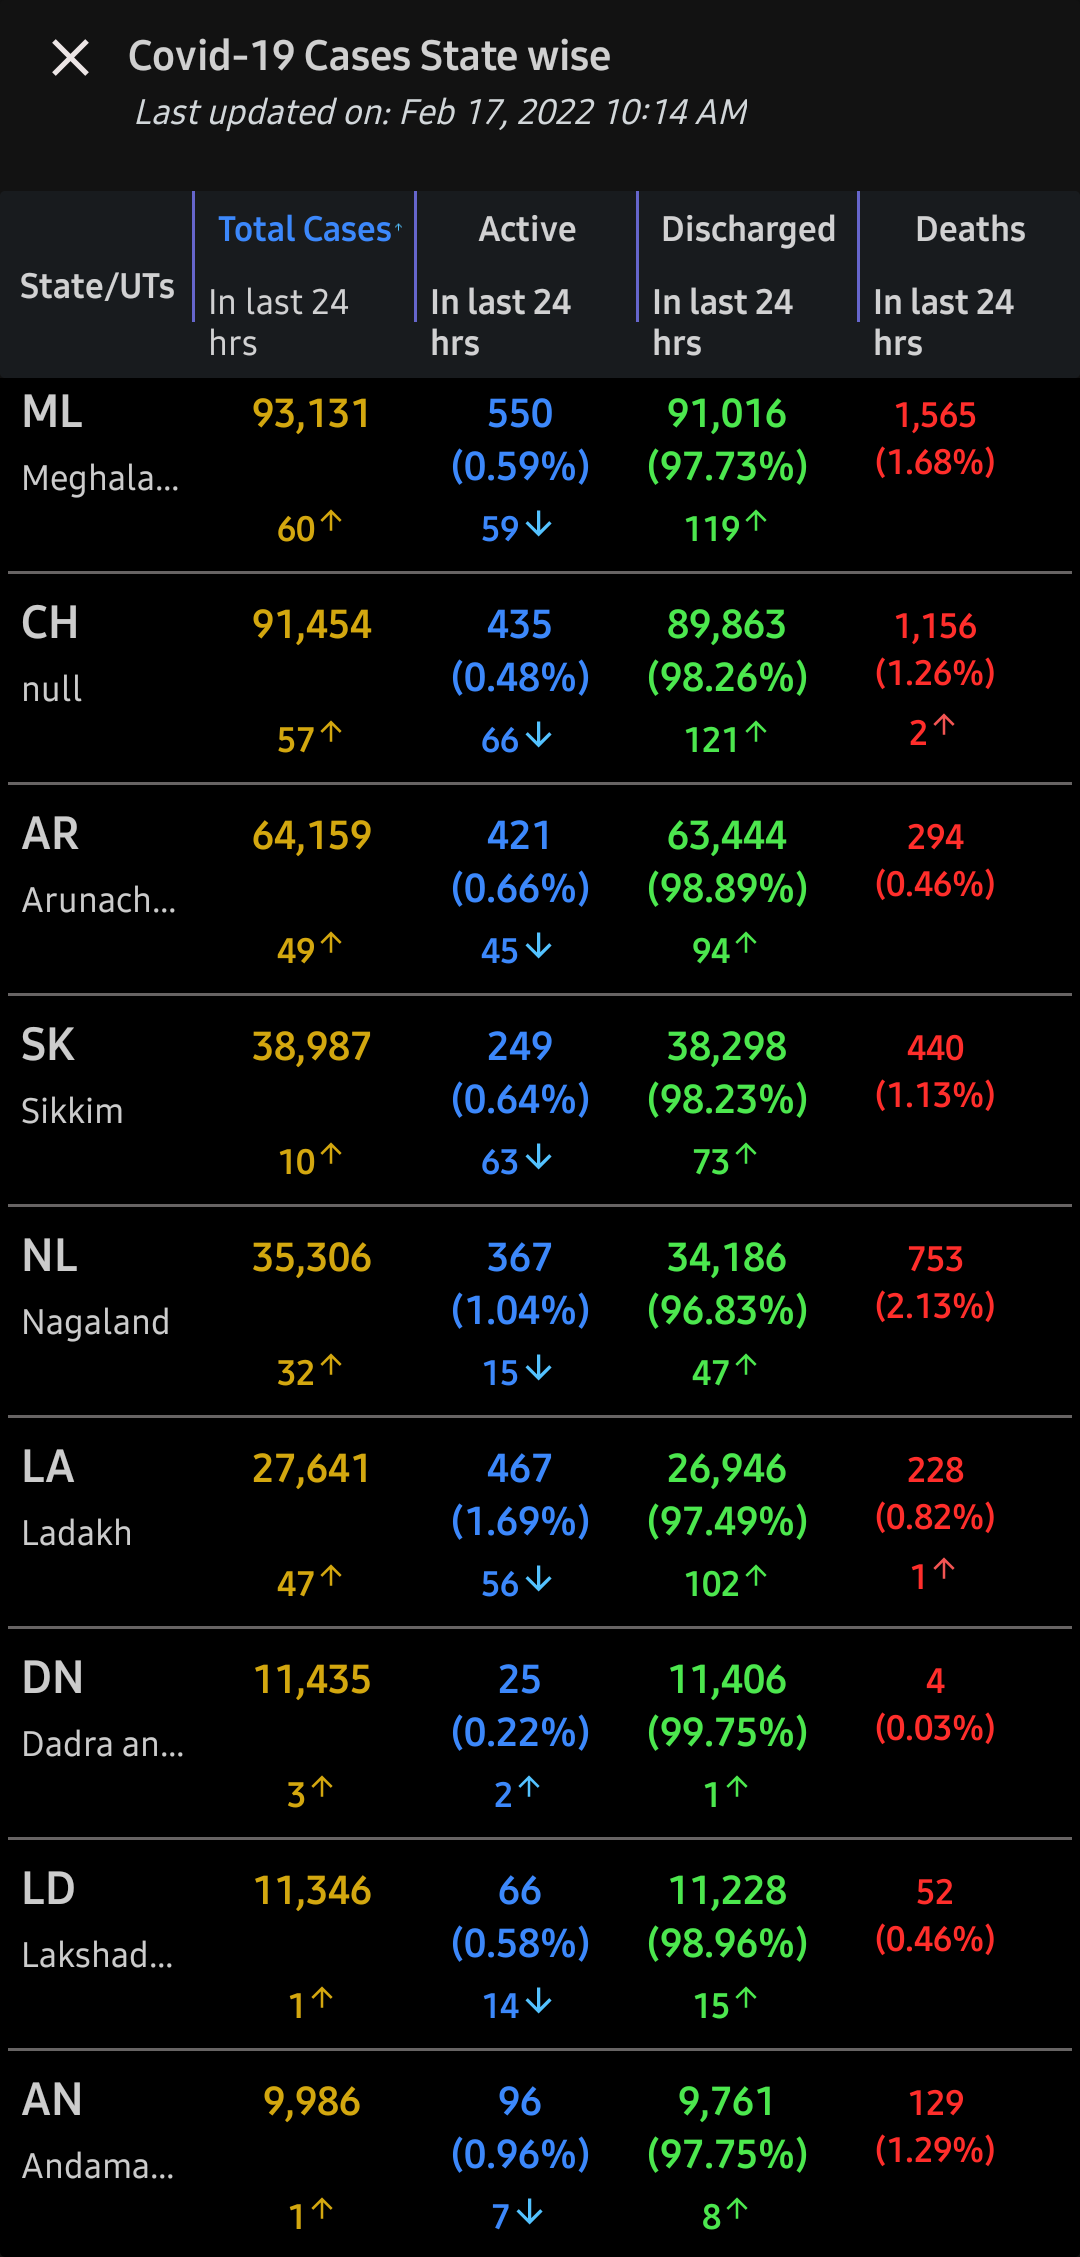 Covid-19 Cases State wise
Last updated on: Feb 17, 2022 10:14 AM
State/UTs Total Cases↑ Active Discharged Deaths
In last 24 hrs In last 24 hrs In last 24 hrs In last 24 hrs
ML 93,131 550 91,016 1,565
Meghala... (0.59%) (97.73%) (1.68%)
60↑ 59↓ 119↑
CH 91,454 435 89,863 1,156
null (0.48%) (98.26%) (1.26%)
57↑ 66↓ 121↑ 2↑
AR 64,159 421 63,444 294
Arunach... (0.66%) (98.89%) (0.46%)
49↑ 45↓ 94↑
SK 38,987 249 38,298 440
Sikkim (0.64%) (98.23%) (1.13%)
10↑ 63↓ 73↑
NL 35,306 367 34,186 753
Nagaland (1.04%) (96.83%) (2.13%)
32↑ 15↓ 47↑
LA 27,641 467 26,946 228
Ladakh (1.69%) (97.49%) (0.82%)
47↑ 56↓ 102↑ 1↑
DN 11,435 25 11,406 4
Dadra an... (0.22%) (99.75%) (0.03%)
3↑ 2↑ 1↑
LD 11,346 66 11,228 52
Lakshad... (0.58%) (98.96%) (0.46%)
1↑ 14↓ 15↑
AN 9,986 96 9,761 129
Andama... (0.96%) (97.75%) (1.29%)
1↑ 7↓ 8↑